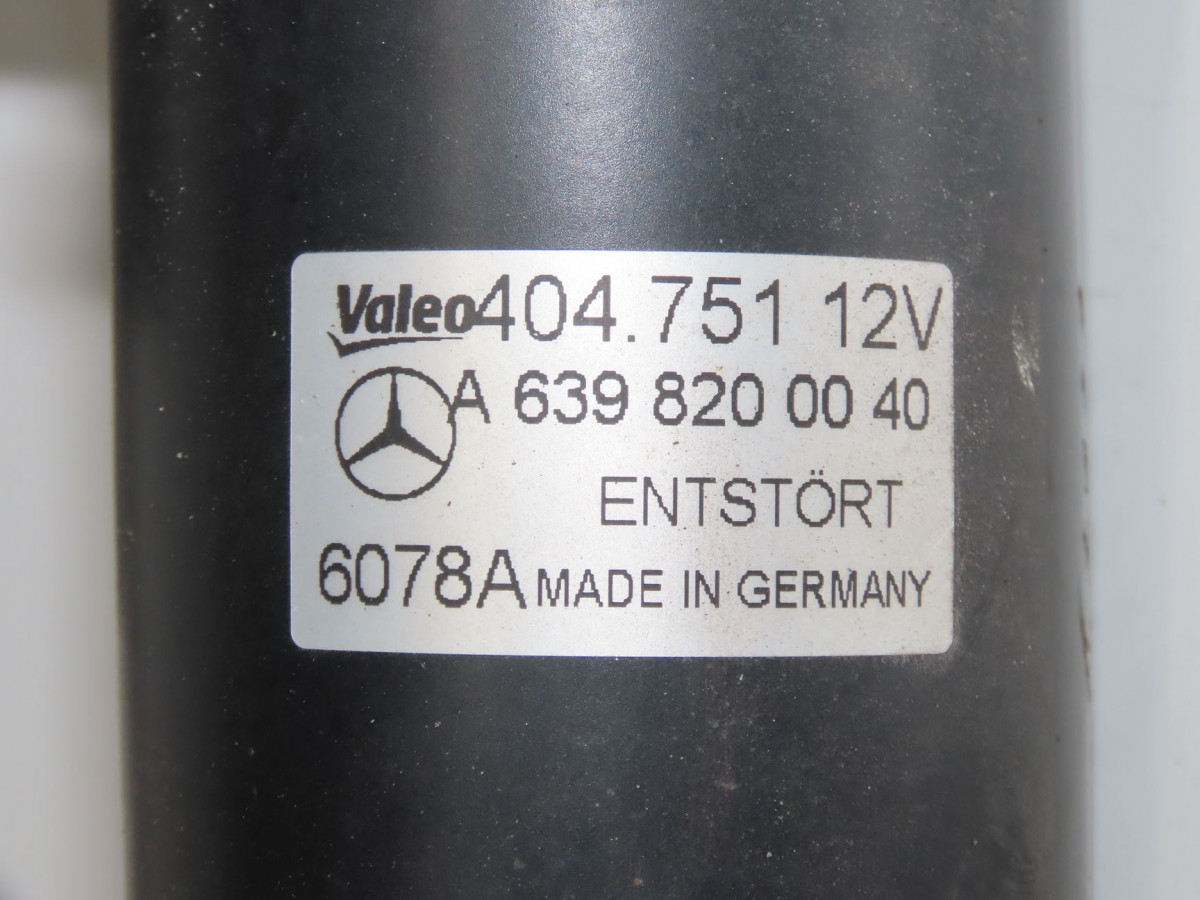 Valeo 404.751 12V
A 639 820 00 40
ENTSTÖRT
6078A MADE IN GERMANY